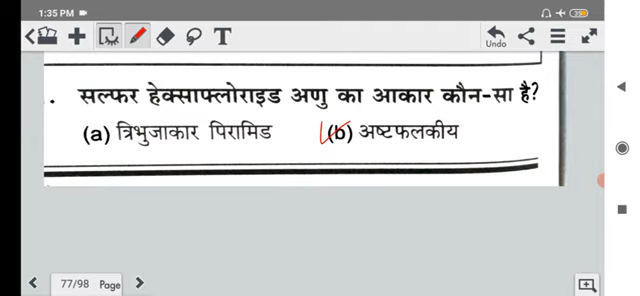 1:35 PM
Undo
. सल्फर हेक्साफ्लोराइड अणु का आकार कौन-सा है?
(a) त्रिभुजाकार पिरामिड (b) अष्टफलकीय
77/98 Page